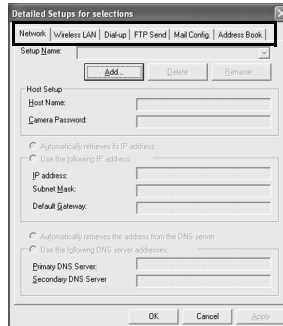 Detailed Setups for selections
Network Wireless LAN Dial-up FTP Send Mail Config. Address Book
Setup Name:
Add... Delete Rename...
Host Setup
Host Name:
Camera Password:
Automatically retrieves its IP address:
Use the following IP address:
IP address:
Subnet Mask:
Default Gateway:
Automatically retrieves the address from the DNS server
Use the following DNS server addresses:
Primary DNS Server:
Secondary DNS Server
OK Cancel Apply